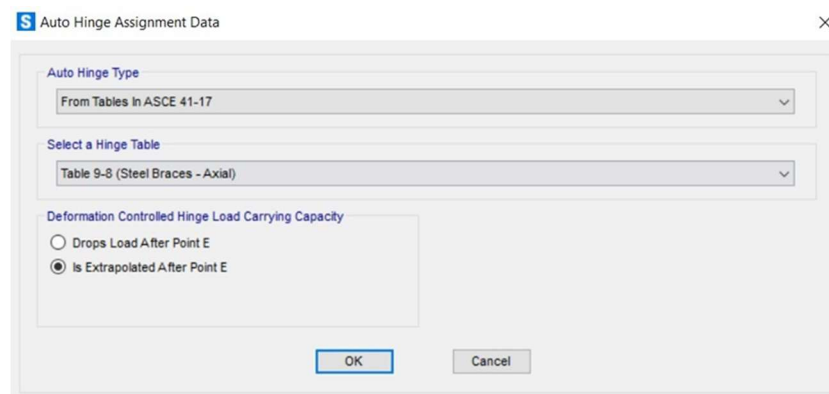 S Auto Hinge Assignment Data
Auto Hinge Type
From Tables In ASCE 41-17
Select a Hinge Table
Table 9-8 (Steel Braces - Axial)
Deformation Controlled Hinge Load Carrying Capacity
Drops Load After Point E
Is Extrapolated After Point E
OK Cancel